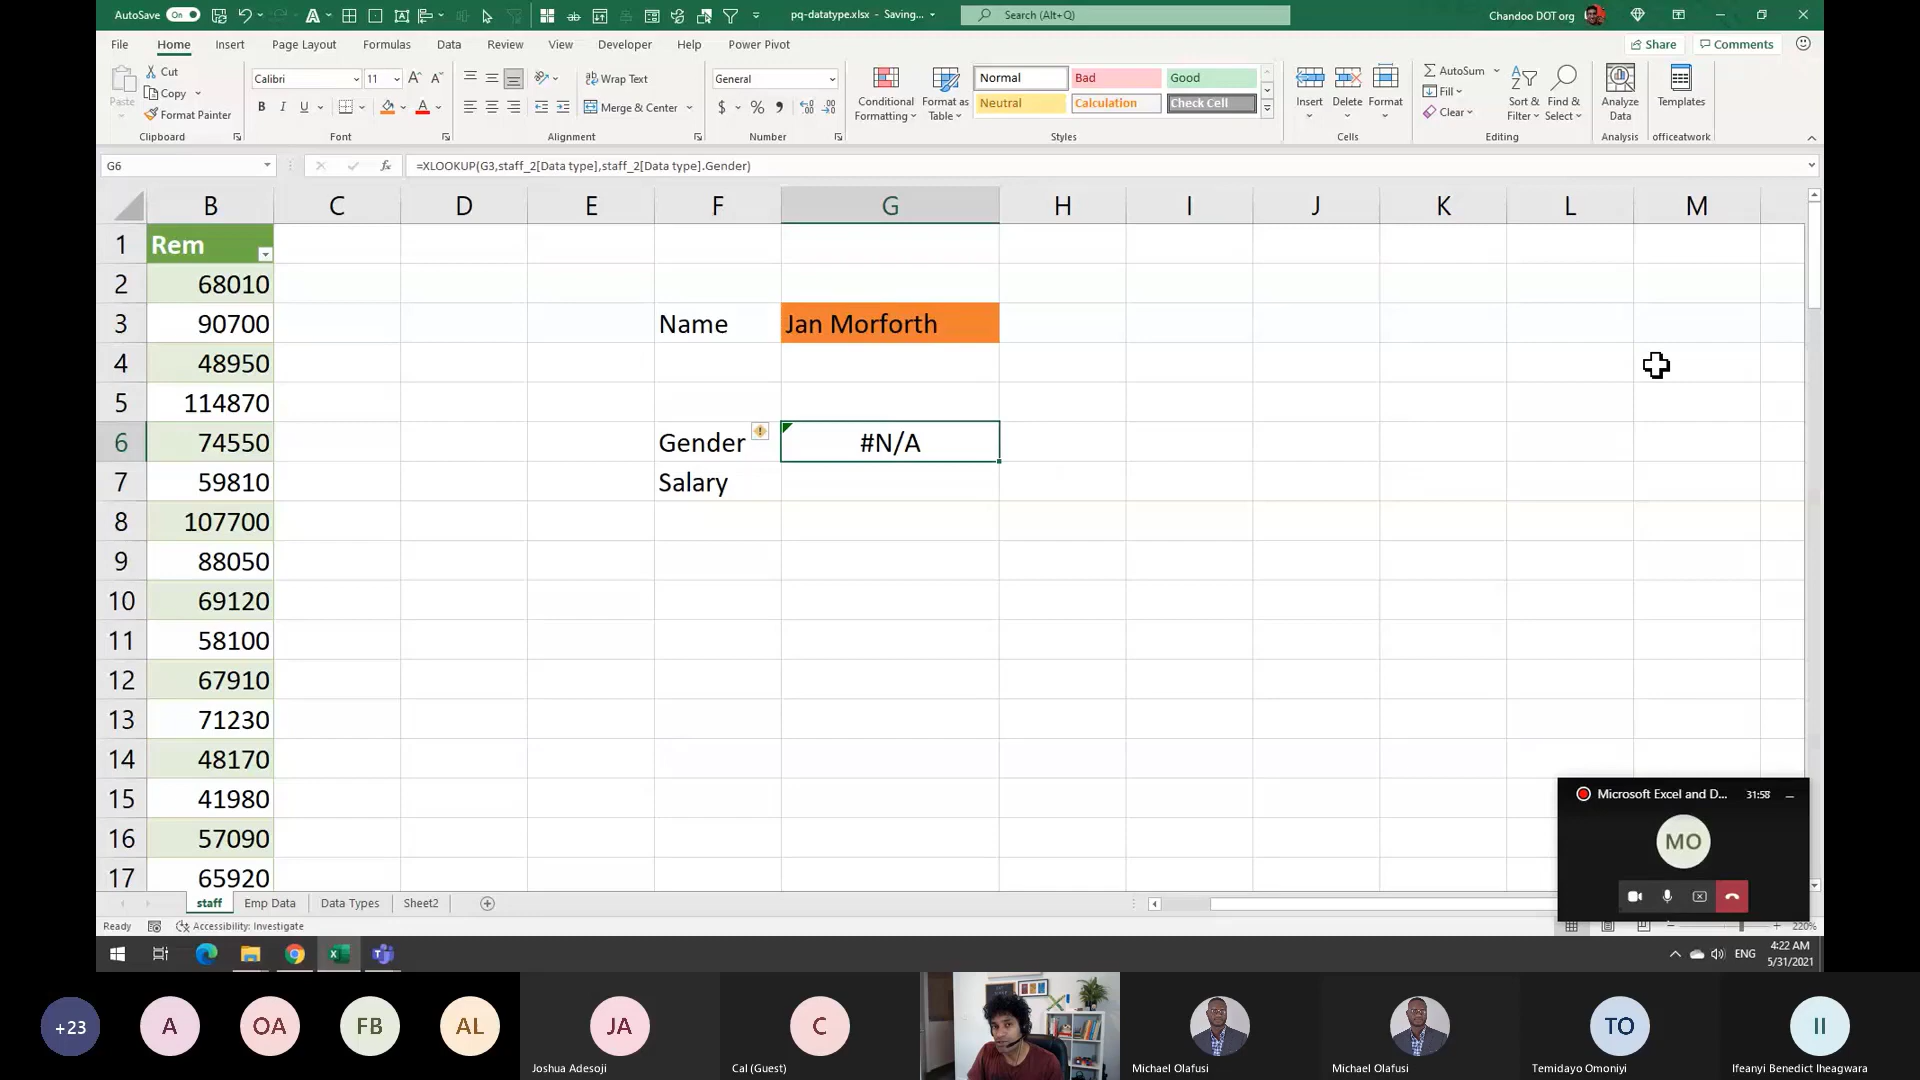 AutoSave On pq-datatype.xlsx - Saving... Search (Alt+Q) Chandoo DOT org
File Home Insert Page Layout Formulas Data Review View Developer Help Power Pivot Share Comments
Paste Cut Copy Format Painter Clipboard
Calibri 11 B I U Font
Wrap Text Merge & Center Alignment
General $ % Number
Conditional Formatting Format as Table
Normal Bad Good
Neutral Calculation Check Cell
Styles
Insert Delete Format Cells
AutoSum Fill Clear Sort & Filter Find & Select Editing
Analyze Data Analysis
Templates officeatwork
G6 fx =XLOOKUP(G3,staff_2[Data type],staff_2[Data type].Gender)
B C D E F G H I J K L M
1 Rem
2 68010
3 90700 Name Jan Morforth
4 48950
5 114870
6 74550 Gender #N/A
7 59810 Salary
8 107700
9 88050
10 69120
11 58100
12 67910
13 71230
14 48170
15 41980
16 57090
17 65920
Microsoft Excel and D... 31:58
MO
staff Emp Data Data Types Sheet2
Ready Accessibility: Investigate 220%
ENG 4:22 AM
5/31/2021
+23 A OA FB AL JA C TO II
Joshua Adesoji Cal (Guest) Michael Olafusi Michael Olafusi Temidayo Omoniyi Ifeanyi Benedict Iheagwara